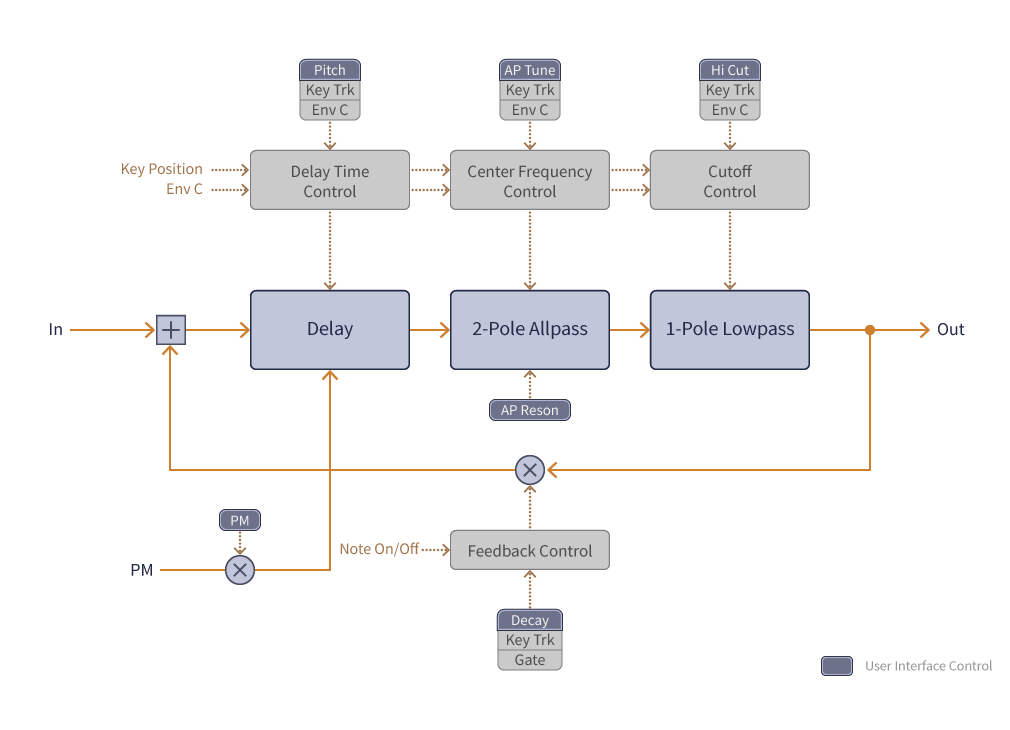 Pitch
Key Trk
Env C
AP Tune
Key Trk
Env C
Hi Cut
Key Trk
Env C
Key Position
Env C
Delay Time
Control
Center Frequency
Control
Cutoff
Control
In
Delay
2-Pole Allpass
1-Pole Lowpass
Out
AP Reson
PM
PM
Note On/Off
Feedback Control
Decay
Key Trk
Gate
User Interface Control